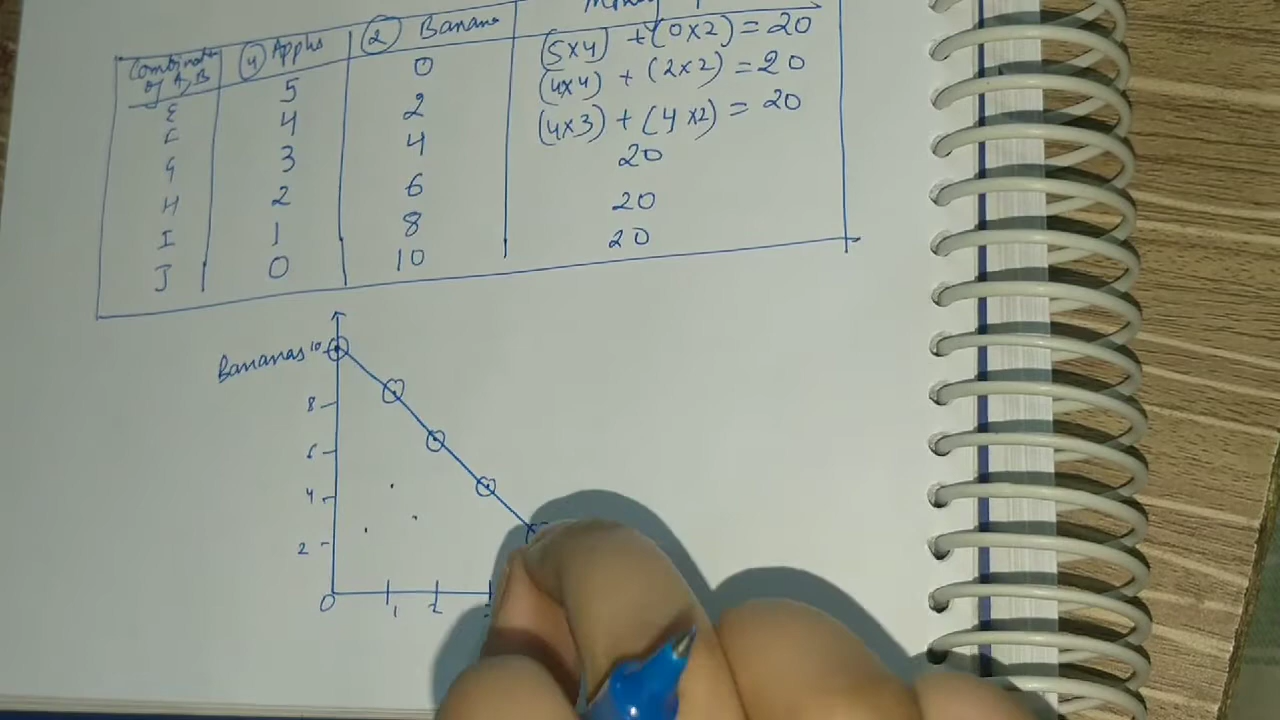 Combination of A, B | (4) Apples | (2) Banana
E | 5 | 0 | (5x4) + (0x2) = 20
F | 4 | 2 | (4x4) + (2x2) = 20
G | 3 | 4 | (4x3) + (4x2) = 20
H | 2 | 6 | 20
I | 1 | 8 | 20
J | 0 | 10 | 20
Bananas 10
8
6
4
2
0 1 2